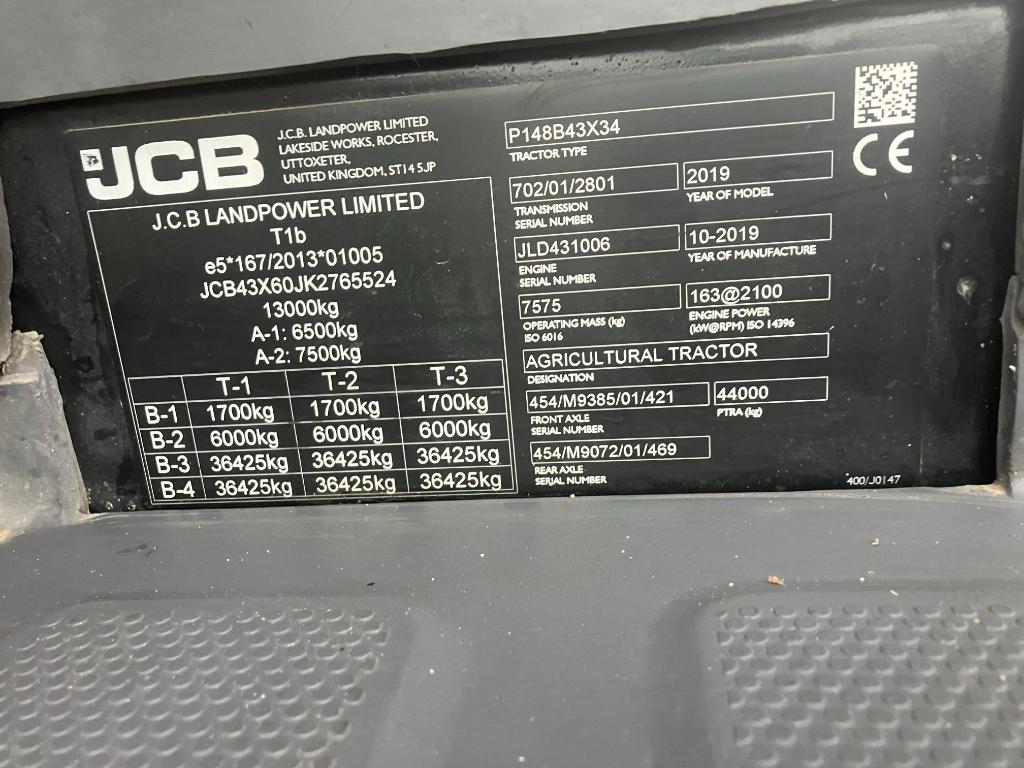 JCB
J.C.B. LANDPOWER LIMITED
LAKESIDE WORKS, ROCESTER,
UTTOXETER,
UNITED KINGDOM, ST14 5JP
J.C.B LANDPOWER LIMITED
T1b
e5*167/2013*01005
JCB43X60JK2765524
13000kg
A-1: 6500kg
A-2: 7500kg
T-1 T-2 T-3
B-1 1700kg 1700kg 1700kg
B-2 6000kg 6000kg 6000kg
B-3 36425kg 36425kg 36425kg
B-4 36425kg 36425kg 36425kg
P148B43X34
TRACTOR TYPE
702/01/2801
TRANSMISSION
SERIAL NUMBER
2019
YEAR OF MODEL
JLD431006
ENGINE
SERIAL NUMBER
10-2019
YEAR OF MANUFACTURE
7575
OPERATING MASS (kg)
ISO 6016
163@2100
ENGINE POWER
(kW@RPM) ISO 14396
AGRICULTURAL TRACTOR
DESIGNATION
454/M9385/01/421
FRONT AXLE
SERIAL NUMBER
44000
PTRA (kg)
454/M9072/01/469
REAR AXLE
SERIAL NUMBER
CE
400/J0147